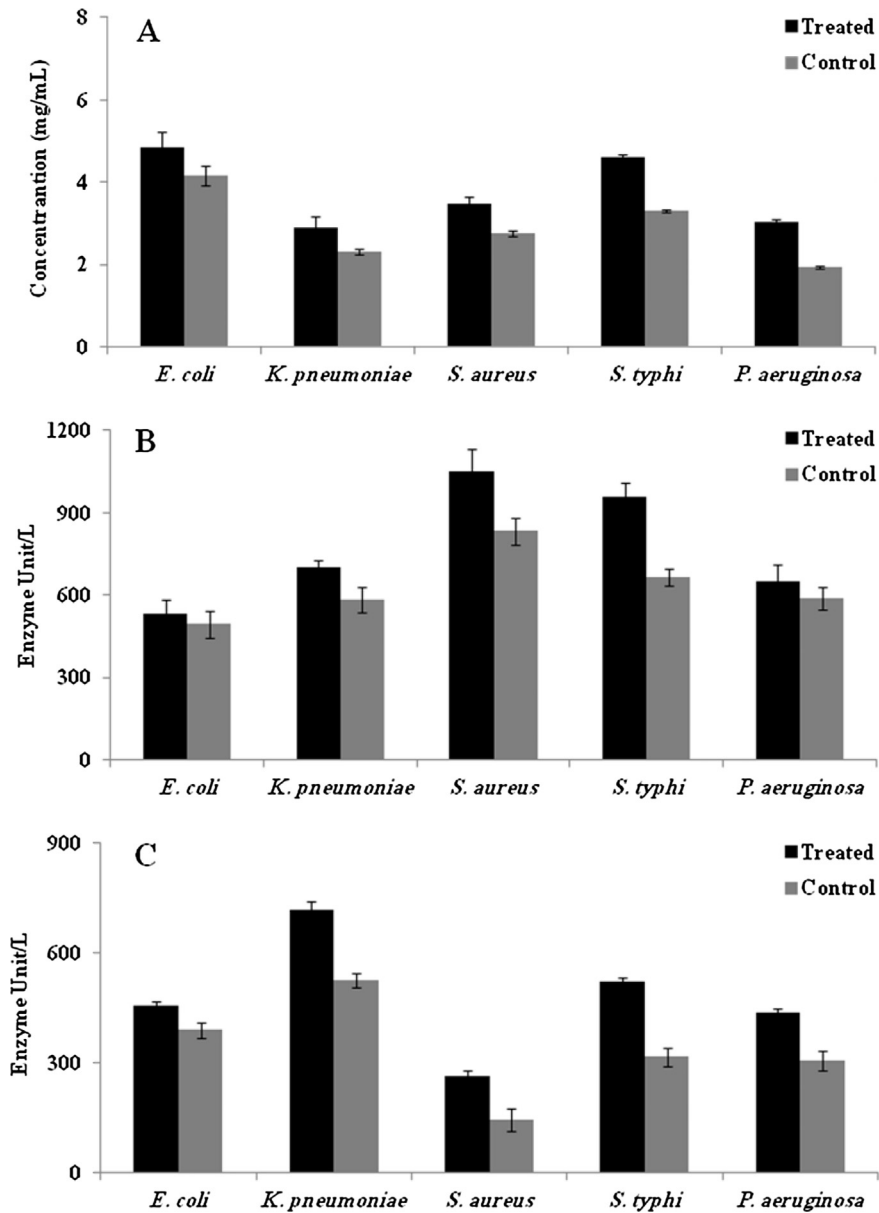 A
Treated
Control
Concentrantion (mg/mL)
8
6
4
2
0
E. coli K. pneumoniae S. aureus S. typhi P. aeruginosa
B
Treated
Control
Enzyme Unit/L
1200
900
600
300
0
E. coli K. pneumoniae S. aureus S. typhi P. aeruginosa
C
Treated
Control
Enzyme Unit/L
900
600
300
0
E. coli K. pneumoniae S. aureus S. typhi P. aeruginosa